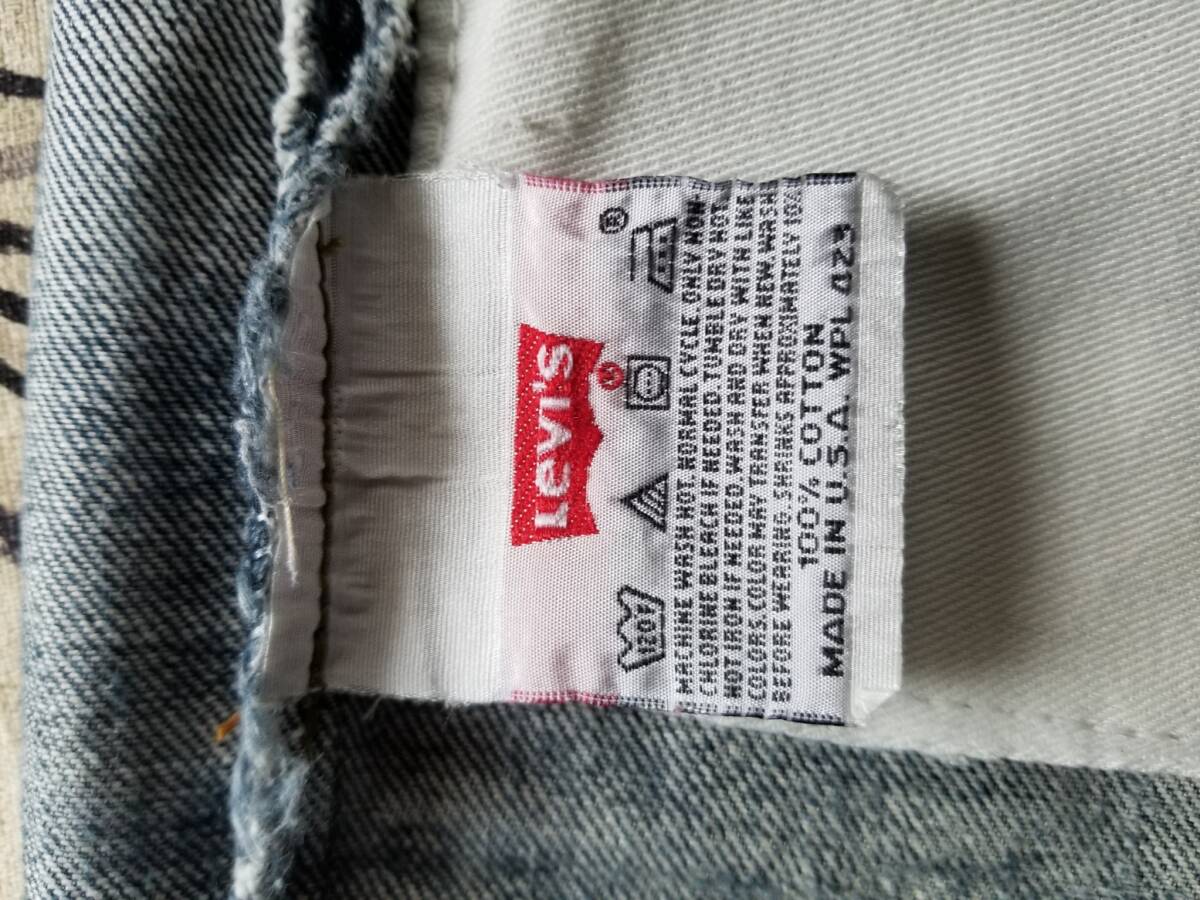 Levi's
®
120
MACHINE WASH HOT. NORMAL CYCLE. ONLY NON-
CHLORINE BLEACH IF NEEDED. TUMBLE DRY HOT.
HOT IRON IF NEEDED. WASH AND DRY WITH LIKE
COLORS. COLOR MAY TRANSFER WHEN NEW. WASH
BEFORE WEARING. SHRINKS APPROXIMATELY 10%
100% COTTON
MADE IN U.S.A. WPL 423